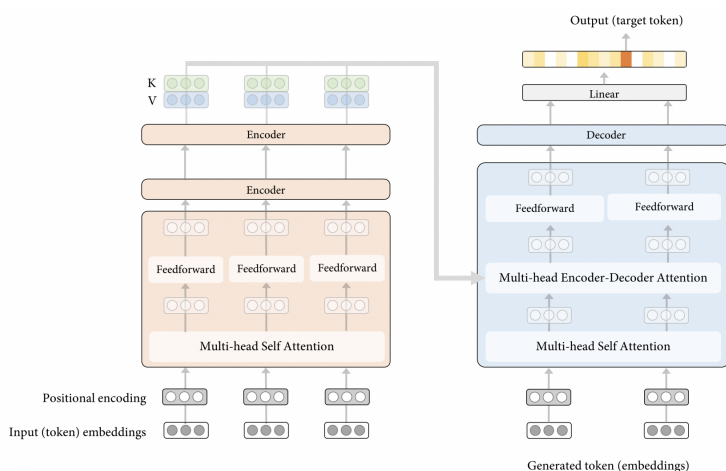 Output (target token)
K
V
Linear
Encoder
Decoder
Encoder
Feedforward
Feedforward
Feedforward
Feedforward
Feedforward
Multi-head Encoder-Decoder Attention
Multi-head Self Attention
Multi-head Self Attention
Positional encoding
Input (token) embeddings
Generated token (embeddings)